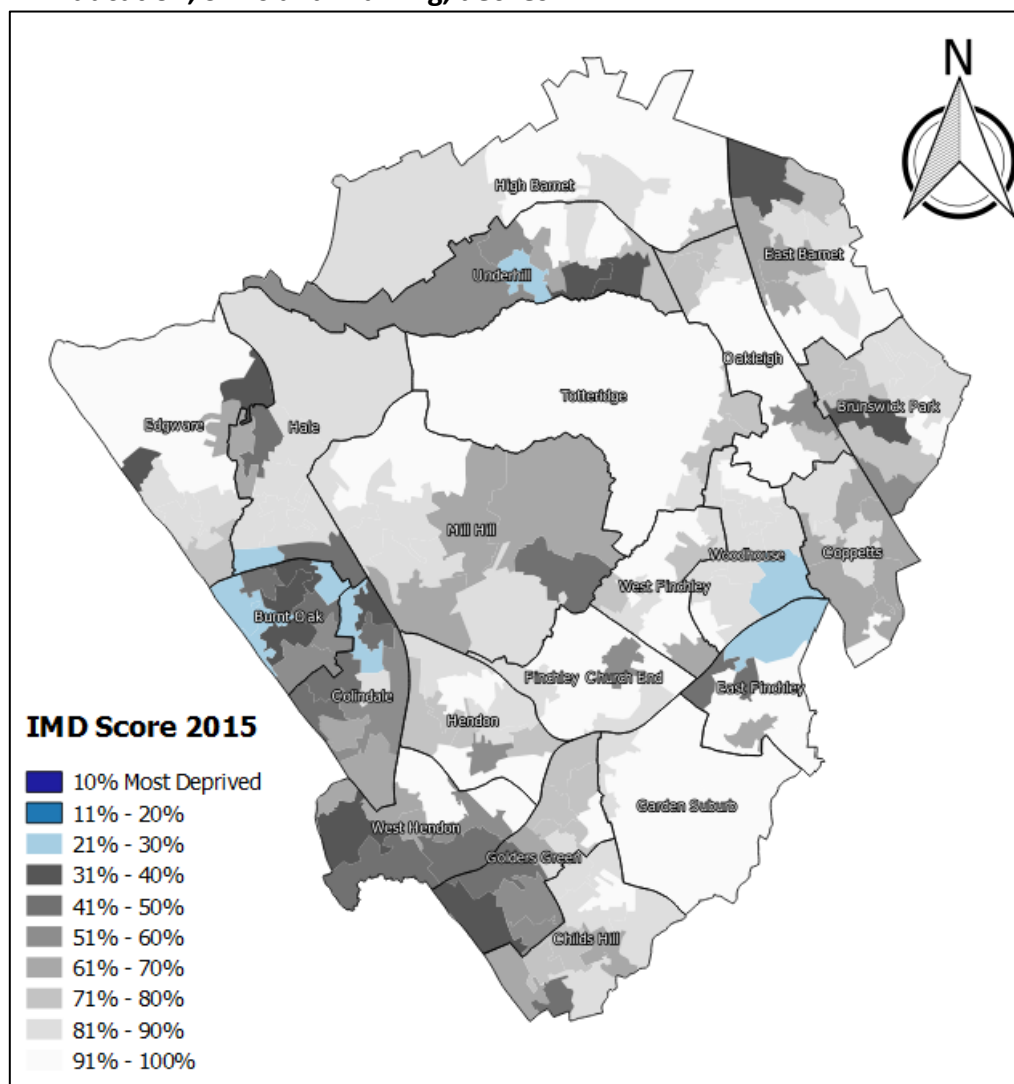 N
High Barnet
East Barnet
Underhill
Oakleigh
Totteridge
Brunswick Park
Edgware
Hale
Mill Hill
Woodhouse
Coppetts
West Finchley
Burnt Oak
Finchley Church End
East Finchley
Colindale
Hendon
IMD Score 2015
10% Most Deprived
11% - 20%
21% - 30%
31% - 40%
41% - 50%
51% - 60%
61% - 70%
71% - 80%
81% - 90%
91% - 100%
Garden Suburb
West Hendon
Golders Green
Childs Hill